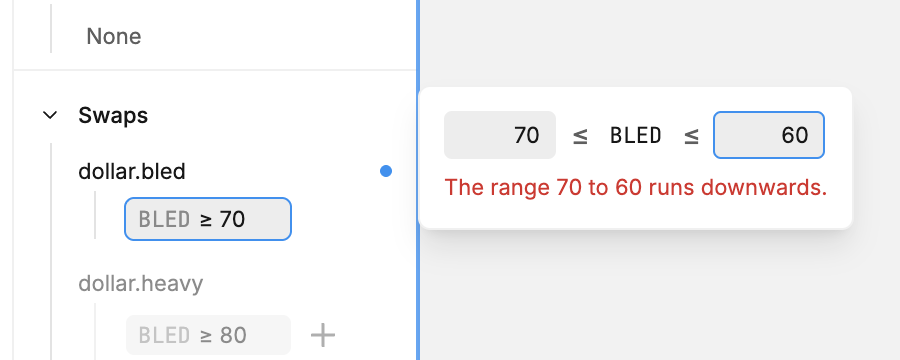 None
Swaps
dollar.bled
BLED ≥ 70
dollar.heavy
BLED ≥ 80
70 ≤ BLED ≤ 60
The range 70 to 60 runs downwards.